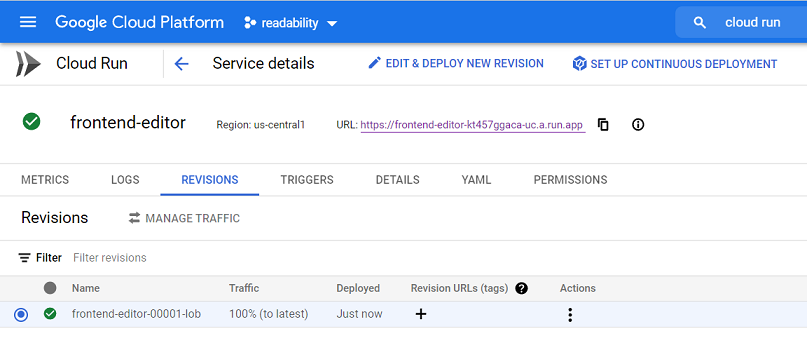 Google Cloud Platform readability cloud run
Cloud Run Service details EDIT & DEPLOY NEW REVISION SET UP CONTINUOUS DEPLOYMENT
frontend-editor Region: us-central1 URL: https://frontend-editor-kt457ggaca-uc.a.run.app
METRICS LOGS REVISIONS TRIGGERS DETAILS YAML PERMISSIONS
Revisions MANAGE TRAFFIC
Filter Filter revisions
Name Traffic Deployed Revision URLs (tags) ? Actions
frontend-editor-00001-lob 100% (to latest) Just now +